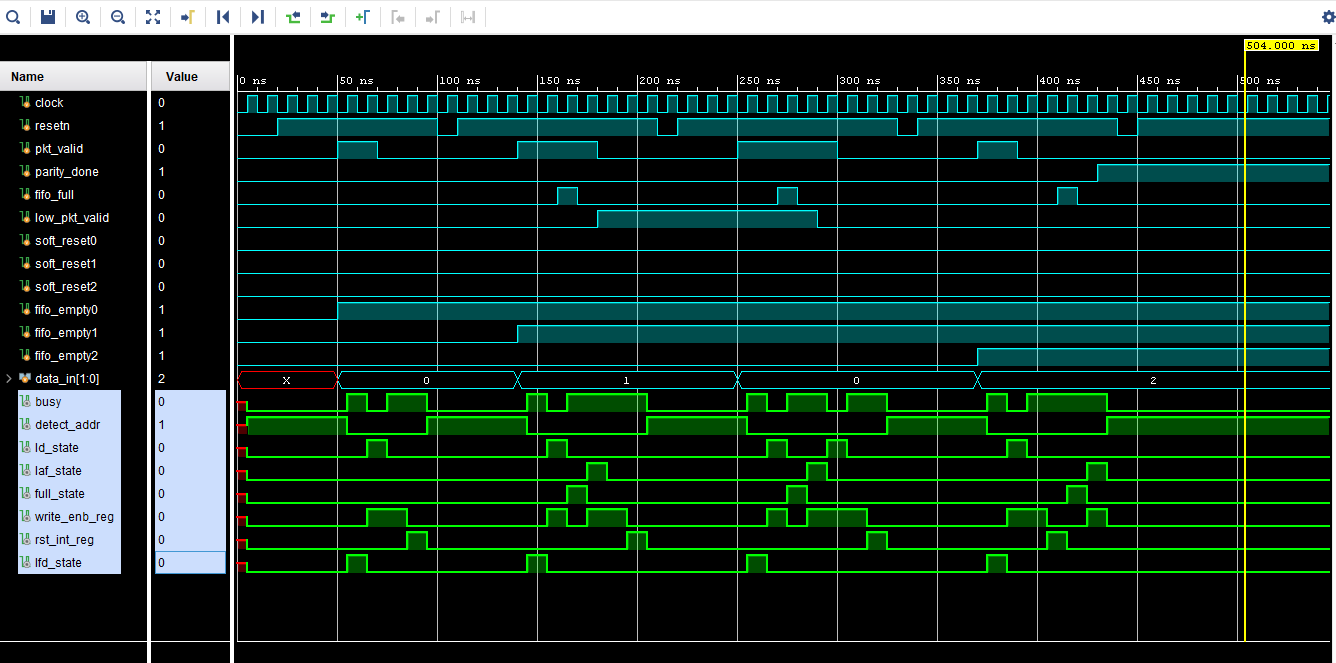 504.000 ns
Name Value
0 ns 50 ns 100 ns 150 ns 200 ns 250 ns 300 ns 350 ns 400 ns 450 ns 500 ns
clock 0
resetn 1
pkt_valid 0
parity_done 1
fifo_full 0
low_pkt_valid 0
soft_reset0 0
soft_reset1 0
soft_reset2 0
fifo_empty0 1
fifo_empty1 1
fifo_empty2 1
data_in[1:0] 2 X 0 1 0 2
busy 0
detect_addr 1
ld_state 0
laf_state 0
full_state 0
write_enb_reg 0
rst_int_reg 0
lfd_state 0